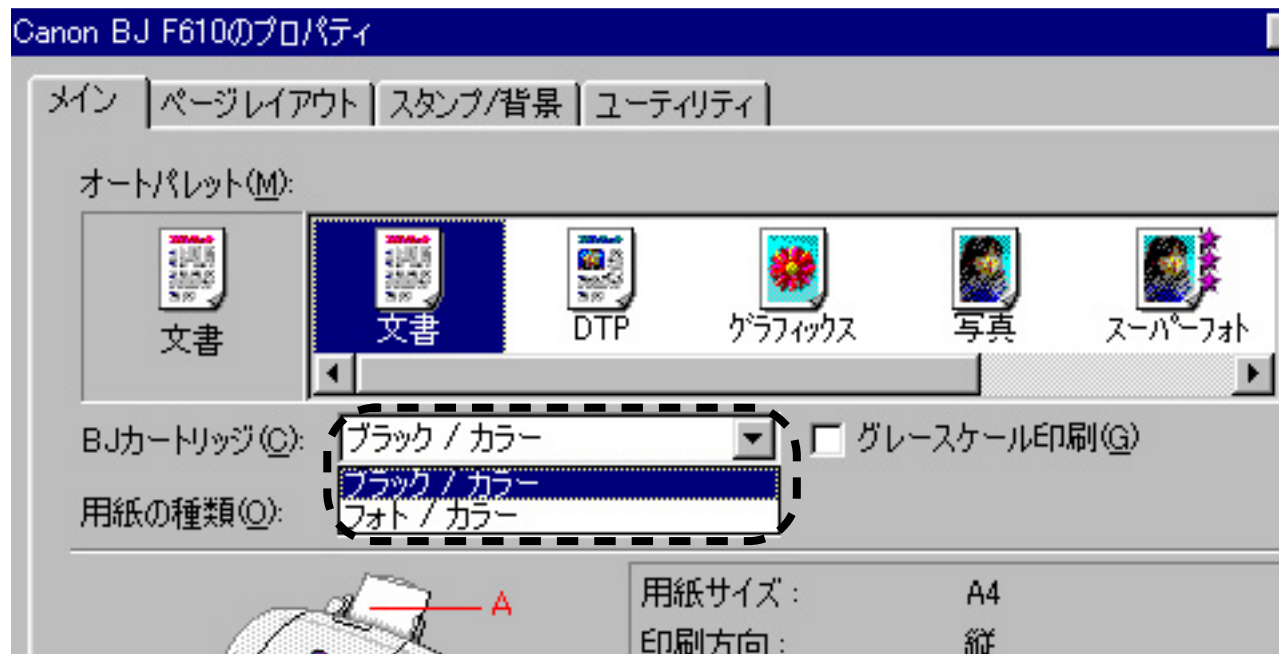 Canon BJ F610のプロパティ
メイン ページレイアウト スタンプ/背景 ユーティリティ
オートパレット(M):
文書 文書 DTP グラフィックス 写真 スーパーフォト
BJカートリッジ(C): ブラック / カラー グレースケール印刷(G)
ブラック / カラー
用紙の種類(O): フォト / カラー
A 用紙サイズ : A4
印刷方向 : 縦